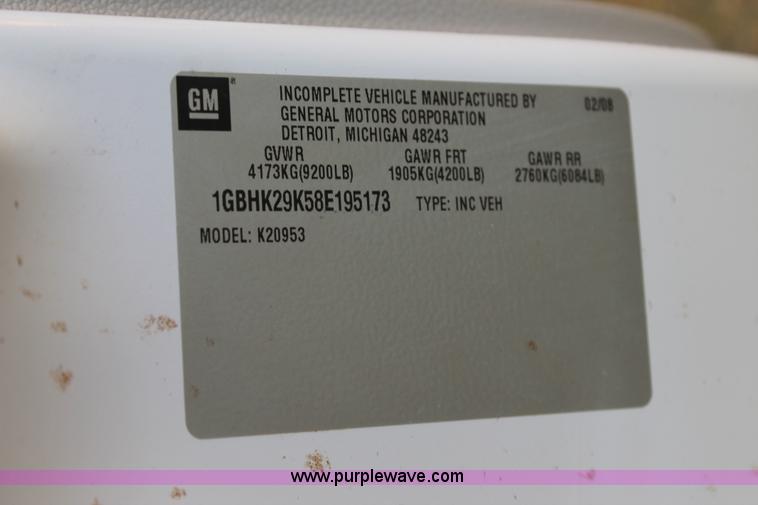 GM
INCOMPLETE VEHICLE MANUFACTURED BY 02/08
GENERAL MOTORS CORPORATION
DETROIT, MICHIGAN 48243
GVWR GAWR FRT GAWR RR
4173KG(9200LB) 1905KG(4200LB) 2760KG(6084LB)
1GBHK29K58E195173 TYPE: INC VEH
MODEL: K20953
www.purplewave.com